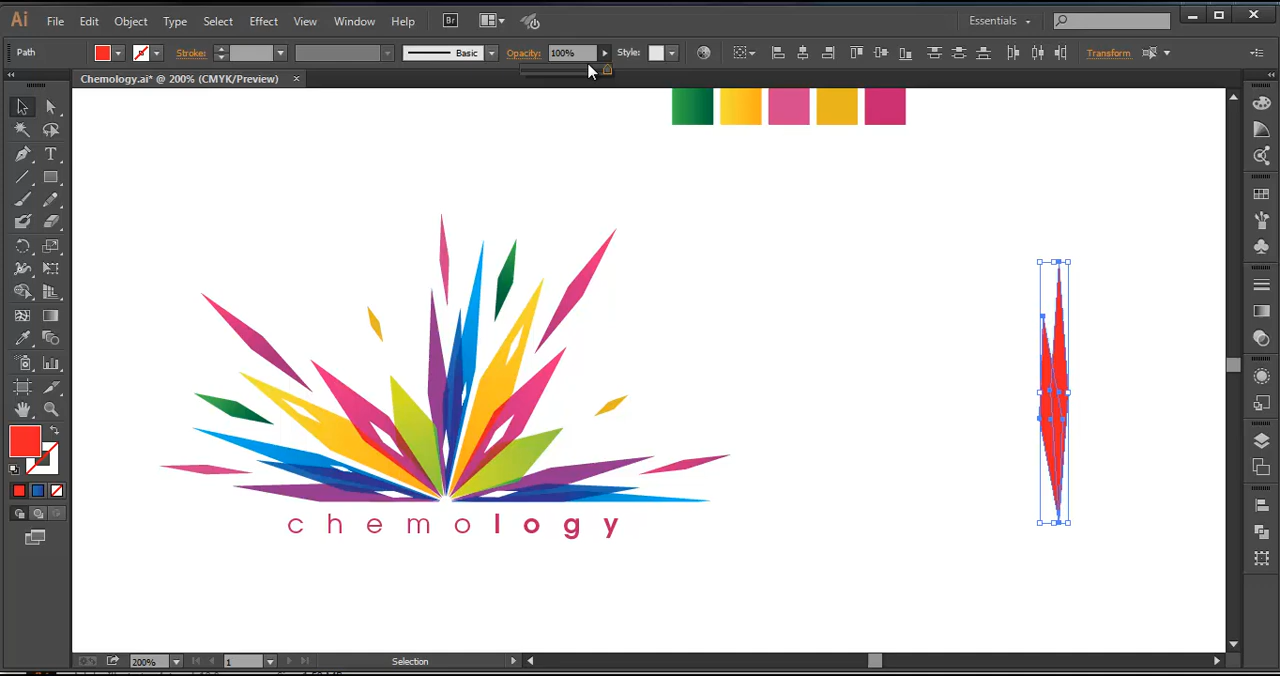 Ai File Edit Object Type Select Effect View Window Help Br Essentials
Path Stroke: Basic Opacity: 100% Style: Transform
Chemology.ai* @ 200% (CMYK/Preview) ×
T
chemology
200% 1 Selection